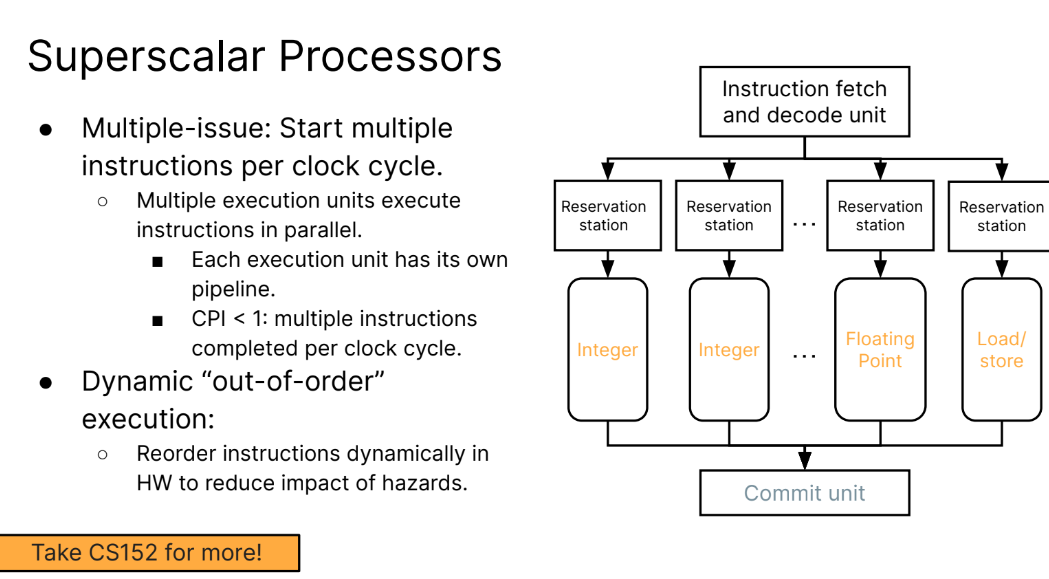 Superscalar Processors
● Multiple-issue: Start multiple
instructions per clock cycle.
○ Multiple execution units execute
instructions in parallel.
■ Each execution unit has its own
pipeline.
■ CPI < 1: multiple instructions
completed per clock cycle.
● Dynamic “out-of-order”
execution:
○ Reorder instructions dynamically in
HW to reduce impact of hazards.
Take CS152 for more!
Instruction fetch
and decode unit
Reservation
station
Reservation
station
...
Reservation
station
Reservation
station
Integer
Integer
...
Floating
Point
Load/
store
Commit unit